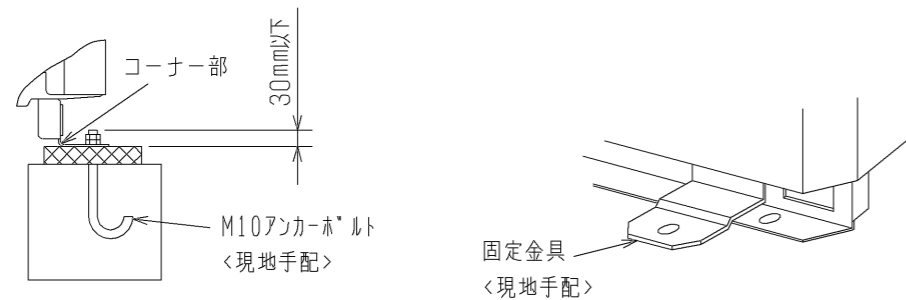 コーナー部
30mm以下
M10アンカーボルト
<現地手配>
固定金具
<現地手配>